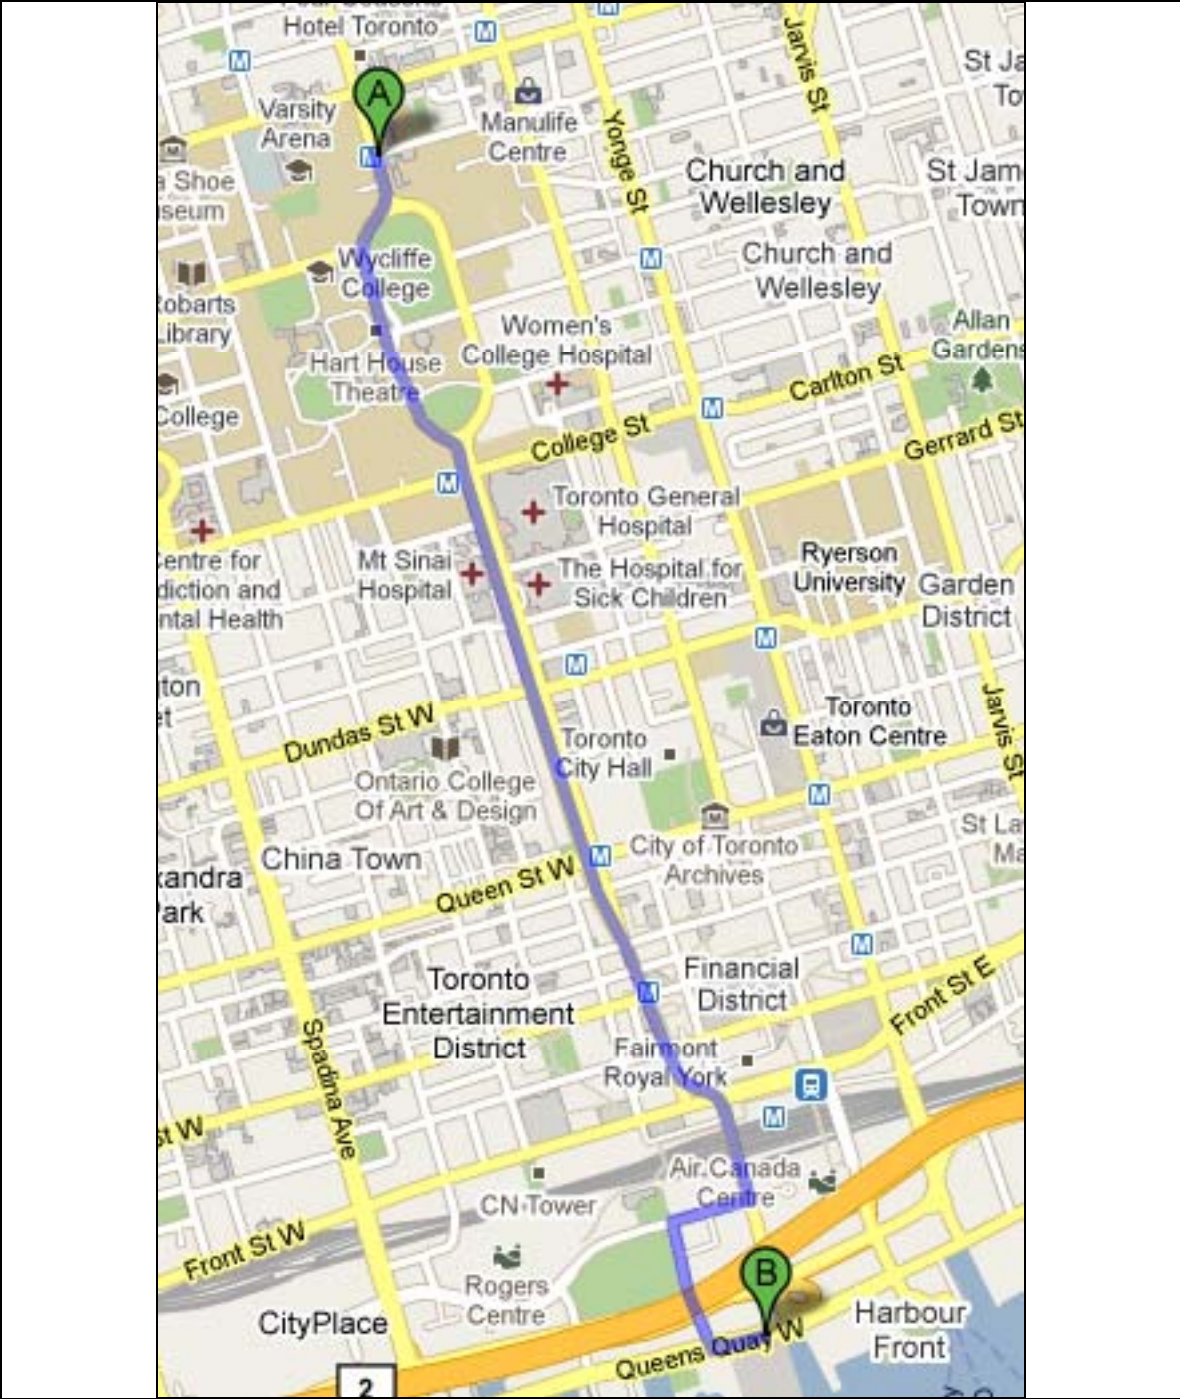 Hotel Toronto
M
M
M
Jarvis St
St Ja
To
A
Varsity
Arena
Manulife
Centre
Yonge St
M
a Shoe
useum
Church and
Wellesley
St Jam
Town
Wycliffe
College
M
Church and
Wellesley
Robarts
Library
Women's
College Hospital
Allan
Gardens
Hart House
Theatre
College
M
Carlton St
College St
Gerrard St
M
Toronto General
Hospital
Centre for
diction and
ntal Health
Mt Sinai
Hospital
The Hospital for
Sick Children
Ryerson
University
Garden
District
M
M
gton
et
Dundas St W
Toronto
City Hall
Toronto
Eaton Centre
Jarvis St
Ontario College
Of Art & Design
M
China Town
M
City of Toronto
Archives
St La
Ma
xandra
Park
Queen St W
M
Toronto
Entertainment
District
M
Financial
District
Front St E
Spadina Ave
Fairmont
Royal York
M
St W
CN Tower
Air Canada
Centre
Front St W
Rogers
Centre
B
CityPlace
Harbour
Front
Queens Quay W
2